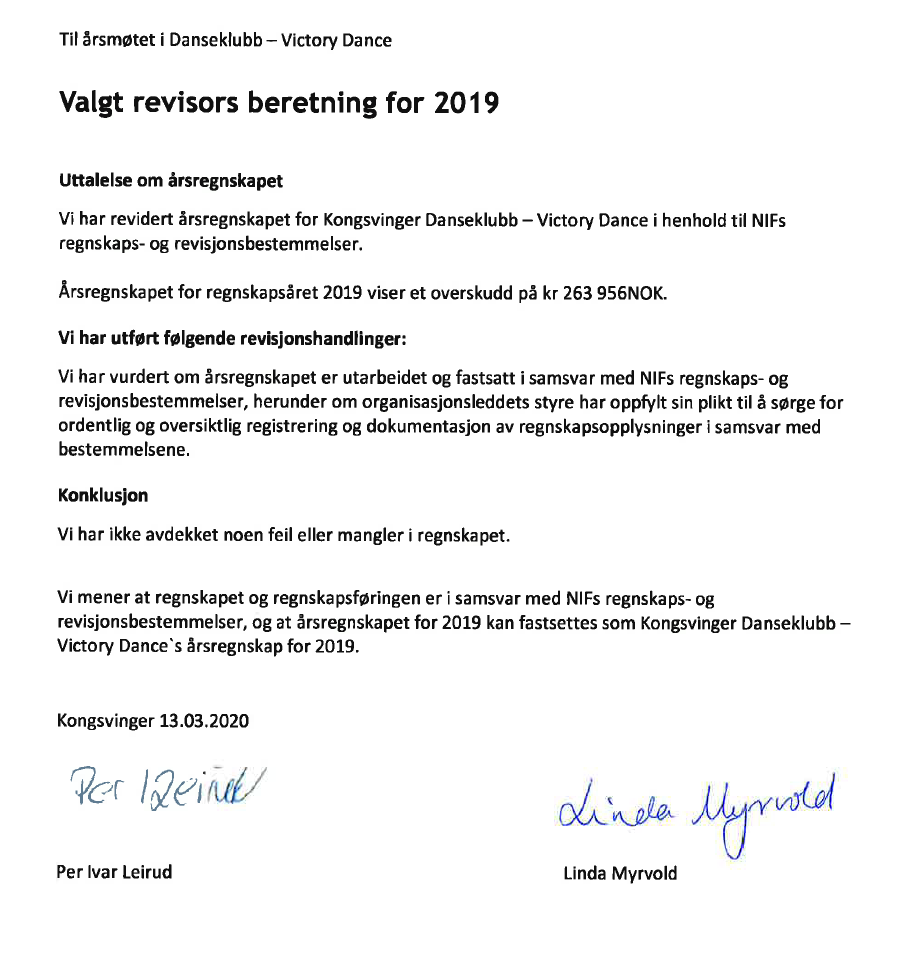 Til årsmøtet i Danseklubb – Victory Dance
Valgt revisors beretning for 2019
Uttalelse om årsregnskapet
Vi har revidert årsregnskapet for Kongsvinger Danseklubb – Victory Dance i henhold til NIFs
regnskaps- og revisjonsbestemmelser.
Årsregnskapet for regnskapsåret 2019 viser et overskudd på kr 263 956NOK.
Vi har utført følgende revisjonshandlinger:
Vi har vurdert om årsregnskapet er utarbeidet og fastsatt i samsvar med NIFs regnskaps- og
revisjonsbestemmelser, herunder om organisasjonsleddets styre har oppfylt sin plikt til å sørge for
ordentlig og oversiktlig registrering og dokumentasjon av regnskapsopplysninger i samsvar med
bestemmelsene.
Konklusjon
Vi har ikke avdekket noen feil eller mangler i regnskapet.
Vi mener at regnskapet og regnskapsføringen er i samsvar med NIFs regnskaps- og
revisjonsbestemmelser, og at årsregnskapet for 2019 kan fastsettes som Kongsvinger Danseklubb –
Victory Dance`s årsregnskap for 2019.
Kongsvinger 13.03.2020
Per I Leirud
Linda Myrvold
Per Ivar Leirud
Linda Myrvold